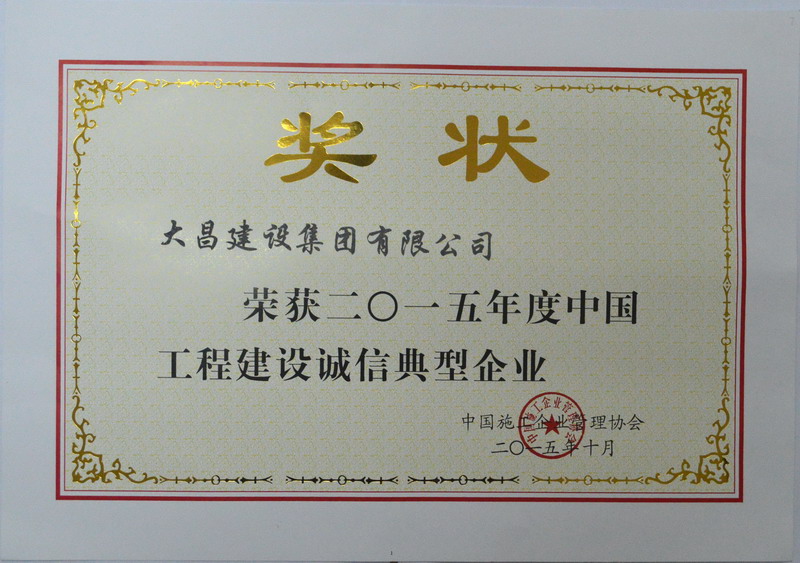 奖状
大昌建设集团有限公司
荣获二〇一五年度中国
工程建设诚信典型企业
中国施工企业管理协会
二〇一五年十月